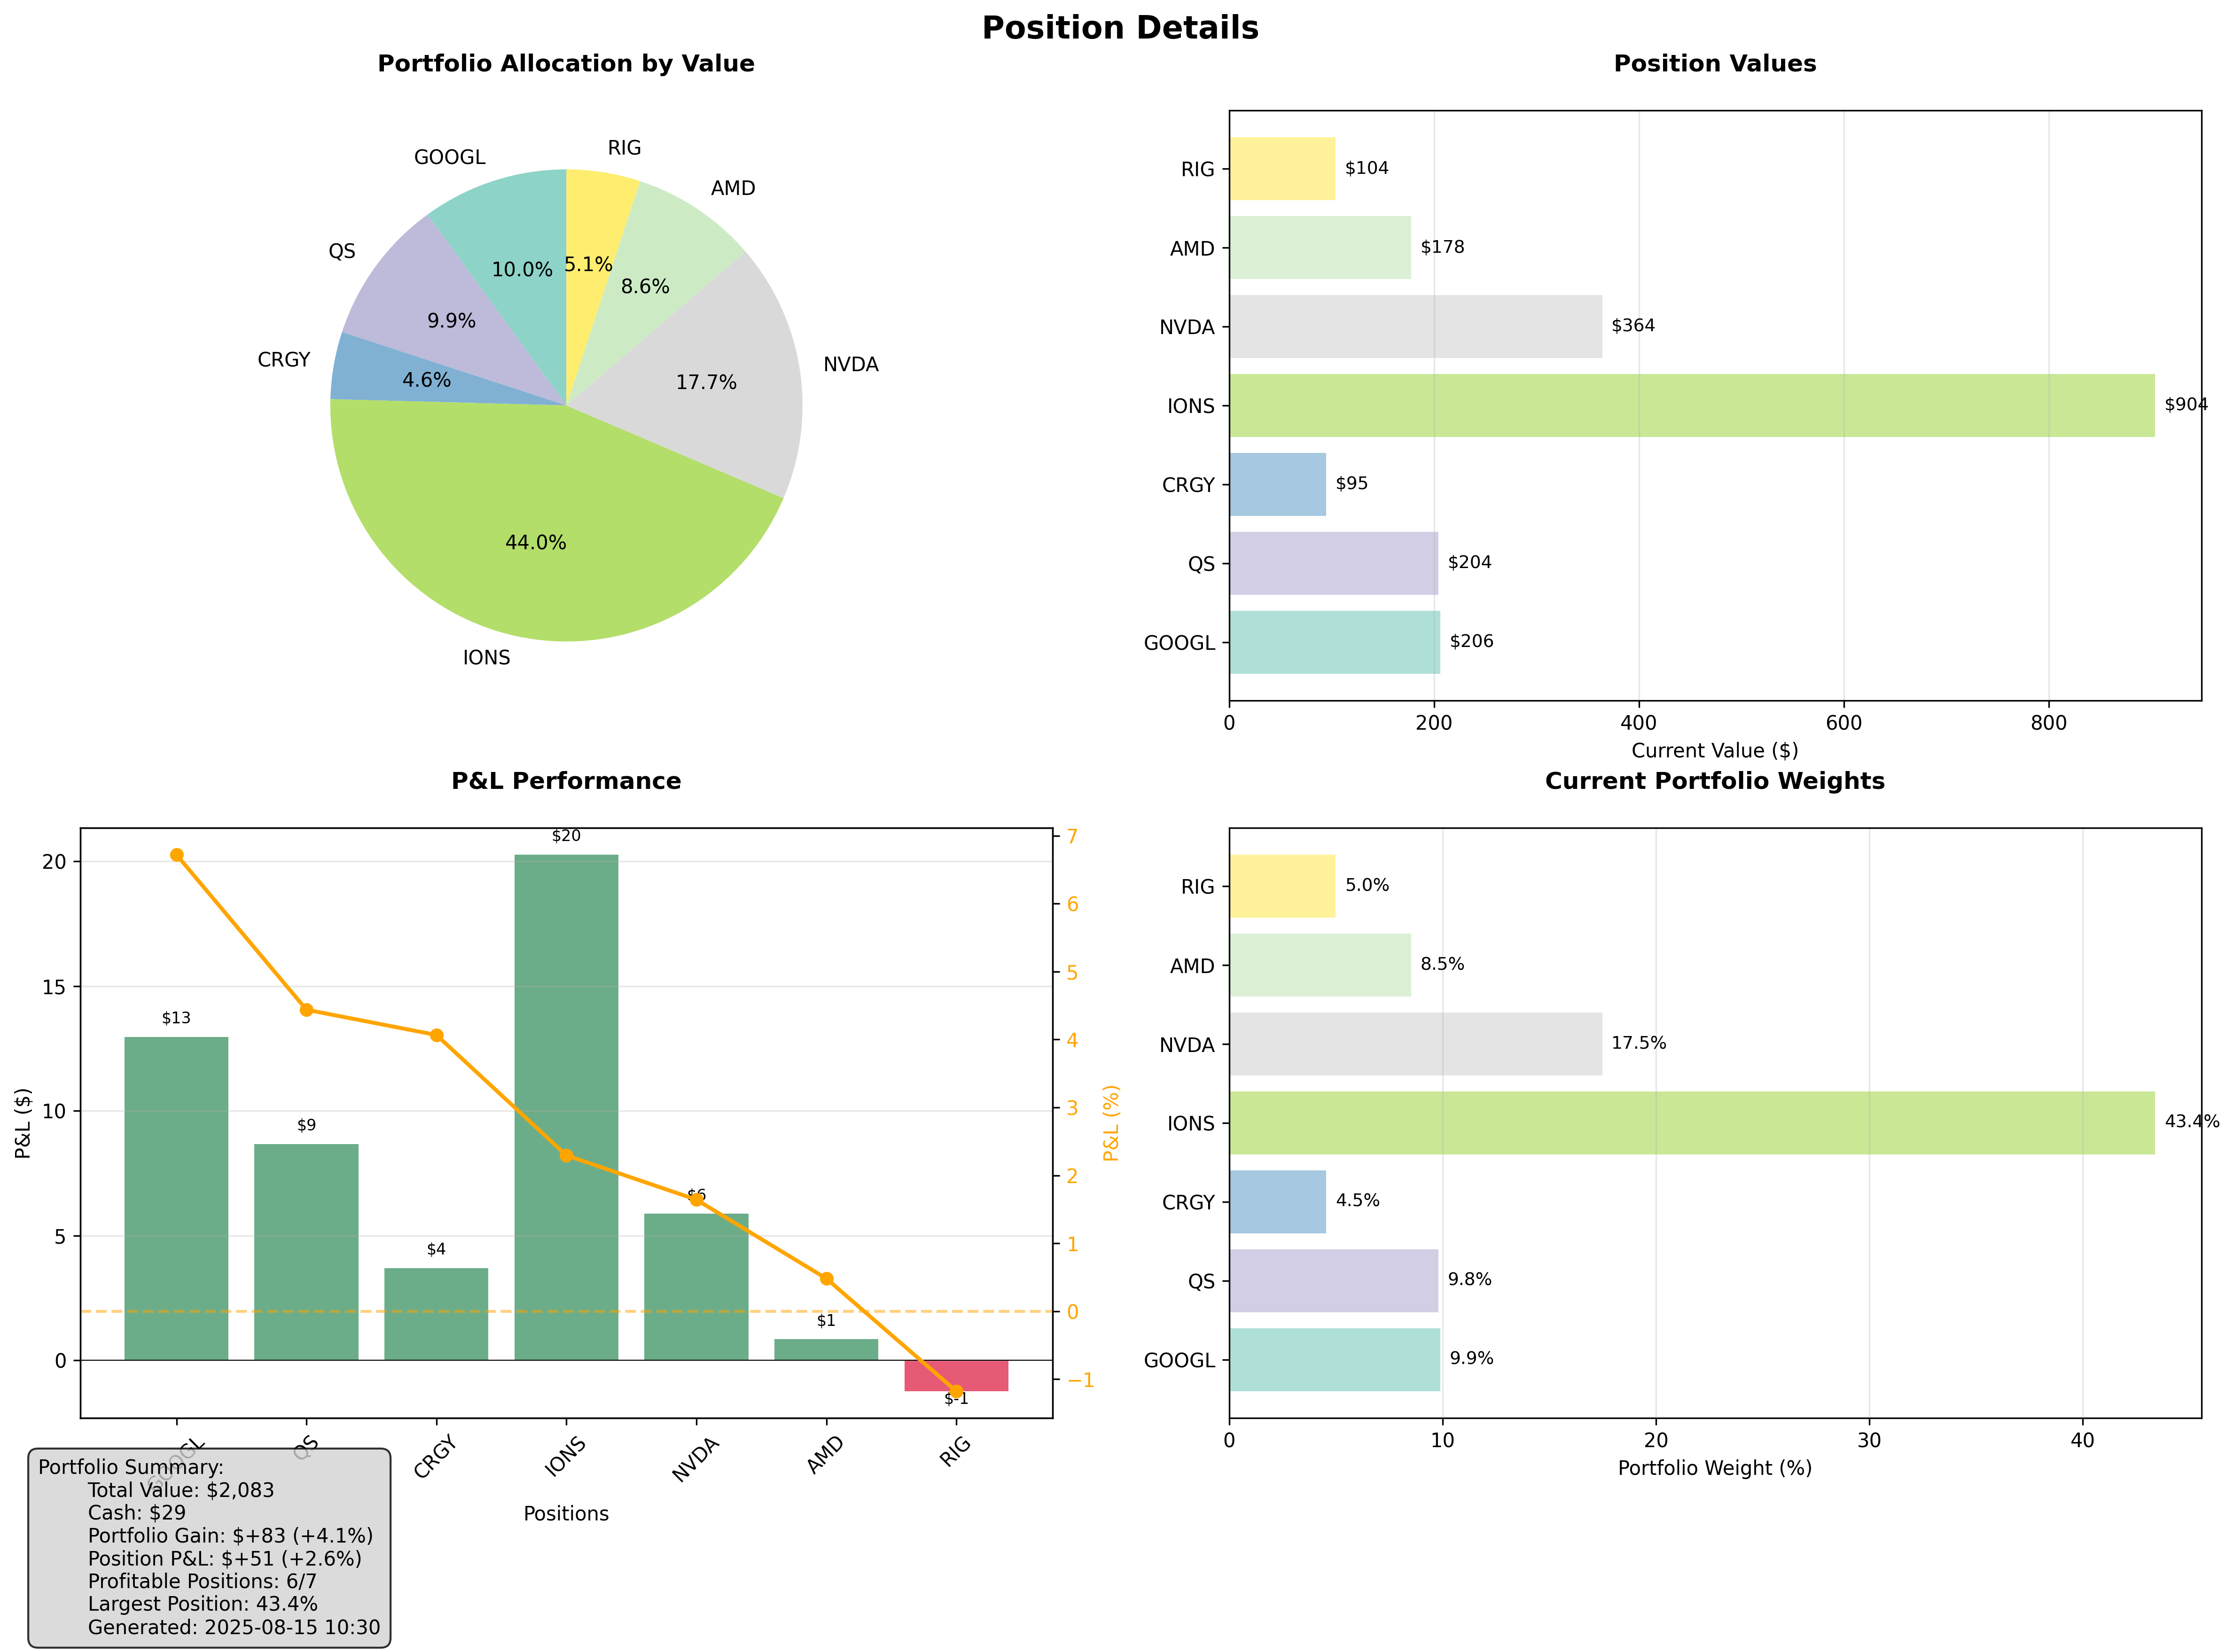 Position Details
Portfolio Allocation by Value
RIG
GOOGL
AMD
QS
10.0%
5.1%
8.6%
9.9%
CRGY
NVDA
4.6%
17.7%
44.0%
IONS
Position Values
RIG
$104
AMD
$178
NVDA
$364
IONS
$904
CRGY
$95
QS
$204
GOOGL
$206
0
200
400
600
800
Current Value ($)
P&L Performance
P&L ($)
20
15
10
5
0
$13
$9
$4
$20
$6
$1
$-1
7
6
5
4
3
2
1
0
−1
P&L (%)
GOOGL
QS
CRGY
IONS
NVDA
AMD
RIG
Positions
Current Portfolio Weights
RIG
5.0%
AMD
8.5%
NVDA
17.5%
IONS
43.4%
CRGY
4.5%
QS
9.8%
GOOGL
9.9%
0
10
20
30
40
Portfolio Weight (%)
Portfolio Summary:
Total Value: $2,083
Cash: $29
Portfolio Gain: $+83 (+4.1%)
Position P&L: $+51 (+2.6%)
Profitable Positions: 6/7
Largest Position: 43.4%
Generated: 2025-08-15 10:30